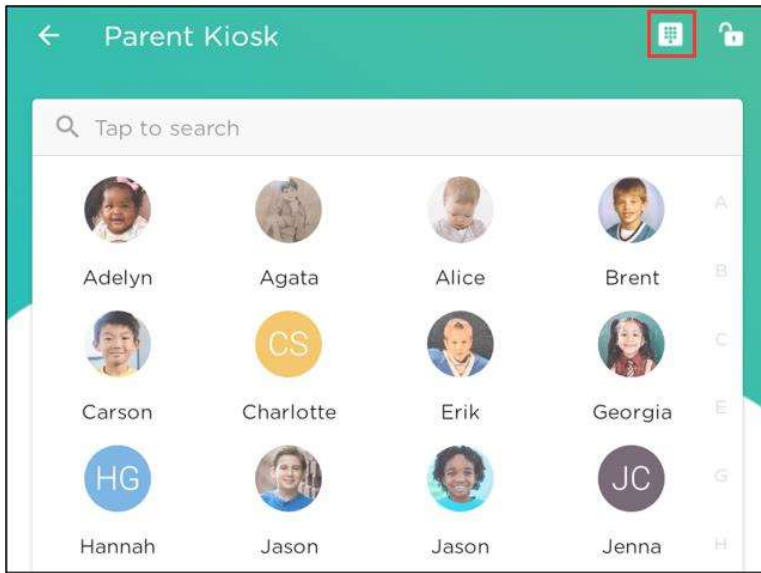 Parent Kiosk
Tap to search
Adelyn Agata Alice Brent
A
B
Carson CS Charlotte Erik Georgia
C
E
HG Hannah Jason Jason JC Jenna
G
H